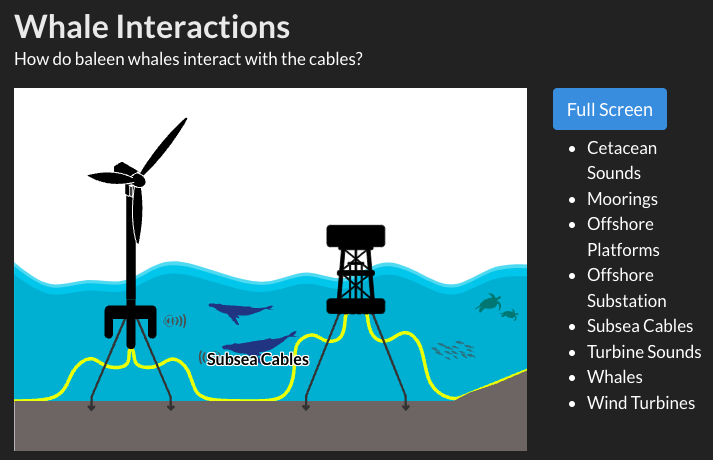 Whale Interactions
How do baleen whales interact with the cables?
Full Screen
Subsea Cables
Cetacean
Sounds
Moorings
Offshore
Platforms
Offshore
Substation
Subsea Cables
Turbine Sounds
Whales
Wind Turbines